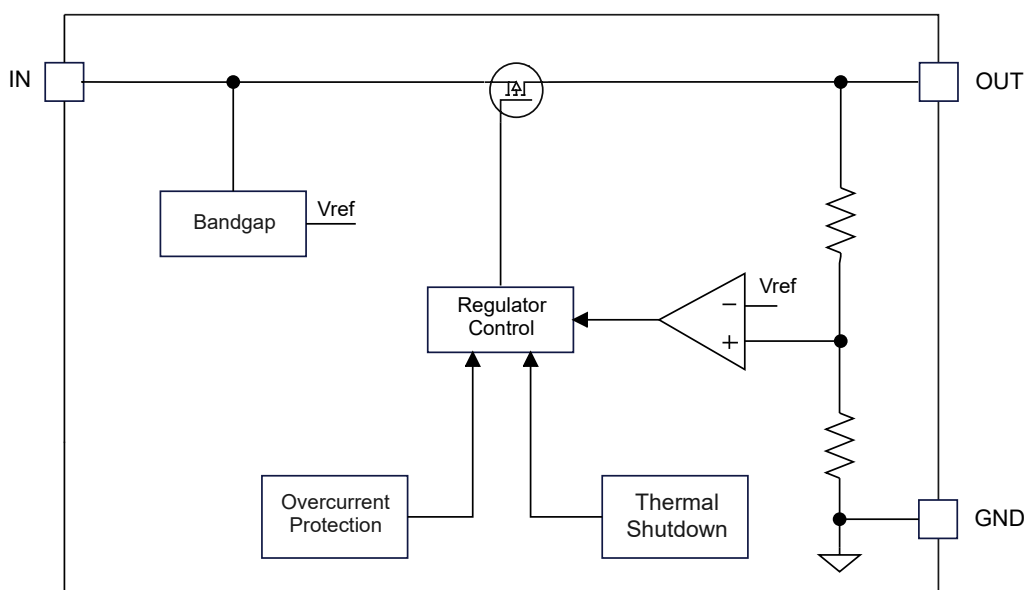 IN
OUT
Bandgap
Vref
Regulator
Control
Vref
−
+
Overcurrent
Protection
Thermal
Shutdown
GND